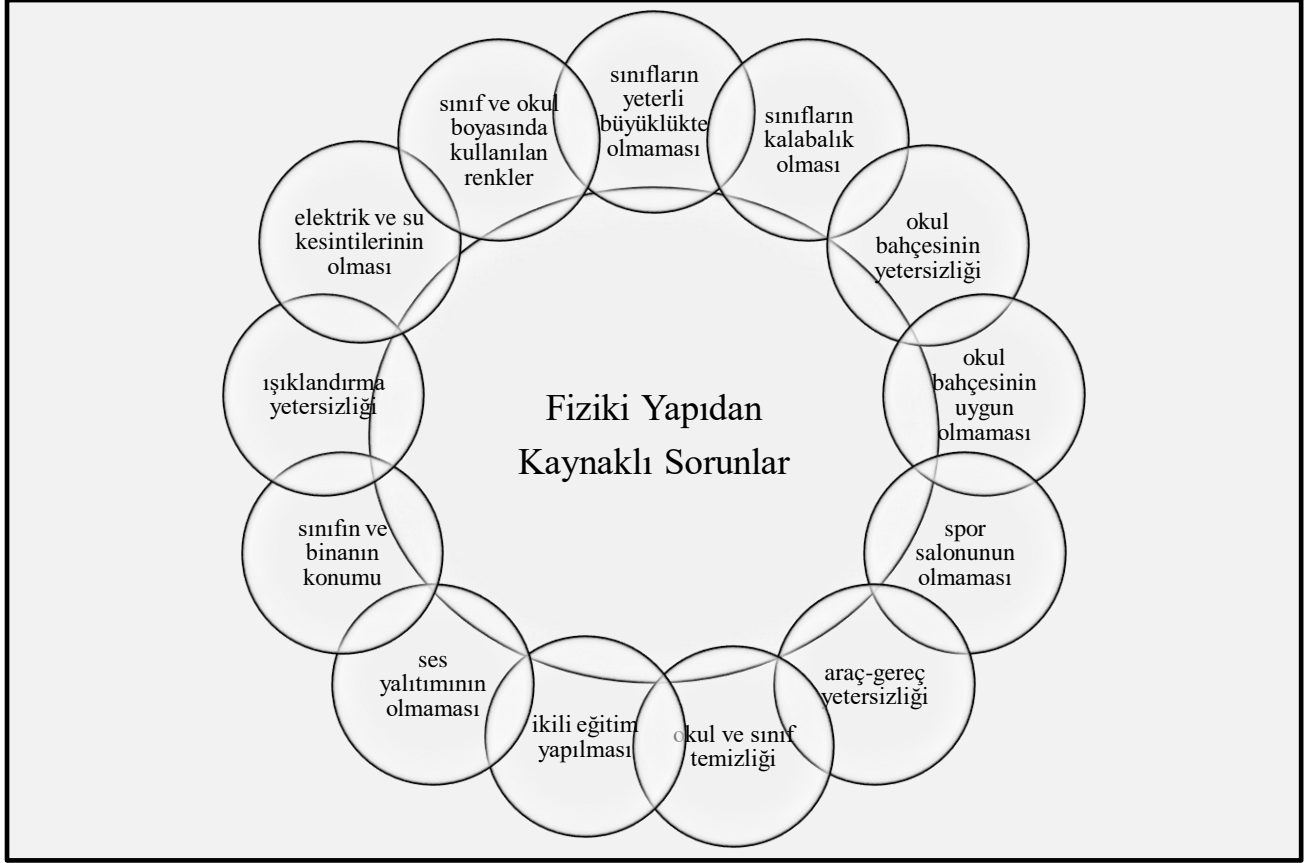 sınıfların
yeterli
büyüklükte
olmaması
sınıfların
kalabalık
olması
okul
bahçesinin
yetersizliği
okul
bahçesinin
uygun
olmaması
spor
salonunun
olmaması
araç-gereç
yetersizliği
okul ve sınıf
temizliği
ikili eğitim
yapılması
ses
yalıtımının
olmaması
sınıfın ve
binanın
konumu
ışıklandırma
yetersizliği
elektrik ve su
kesintilerinin
olması
sınıf ve okul
boyasında
kullanılan
renkler
Fiziki Yapıdan
Kaynaklı Sorunlar